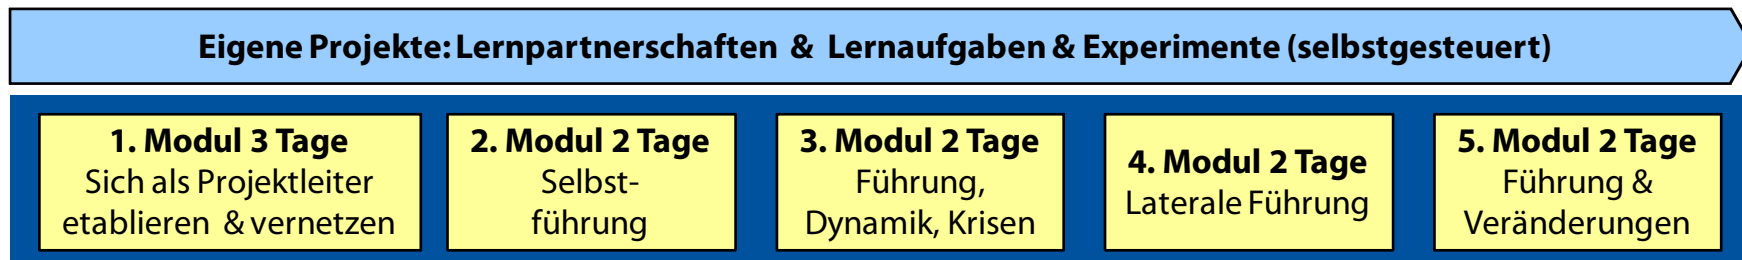 Eigene Projekte: Lernpartnerschaften & Lernaufgaben & Experimente (selbstgesteuert)
1. Modul 3 Tage
Sich als Projektleiter
etablieren & vernetzen
2. Modul 2 Tage
Selbst-
führung
3. Modul 2 Tage
Führung,
Dynamik, Krisen
4. Modul 2 Tage
Laterale Führung
5. Modul 2 Tage
Führung &
Veränderungen